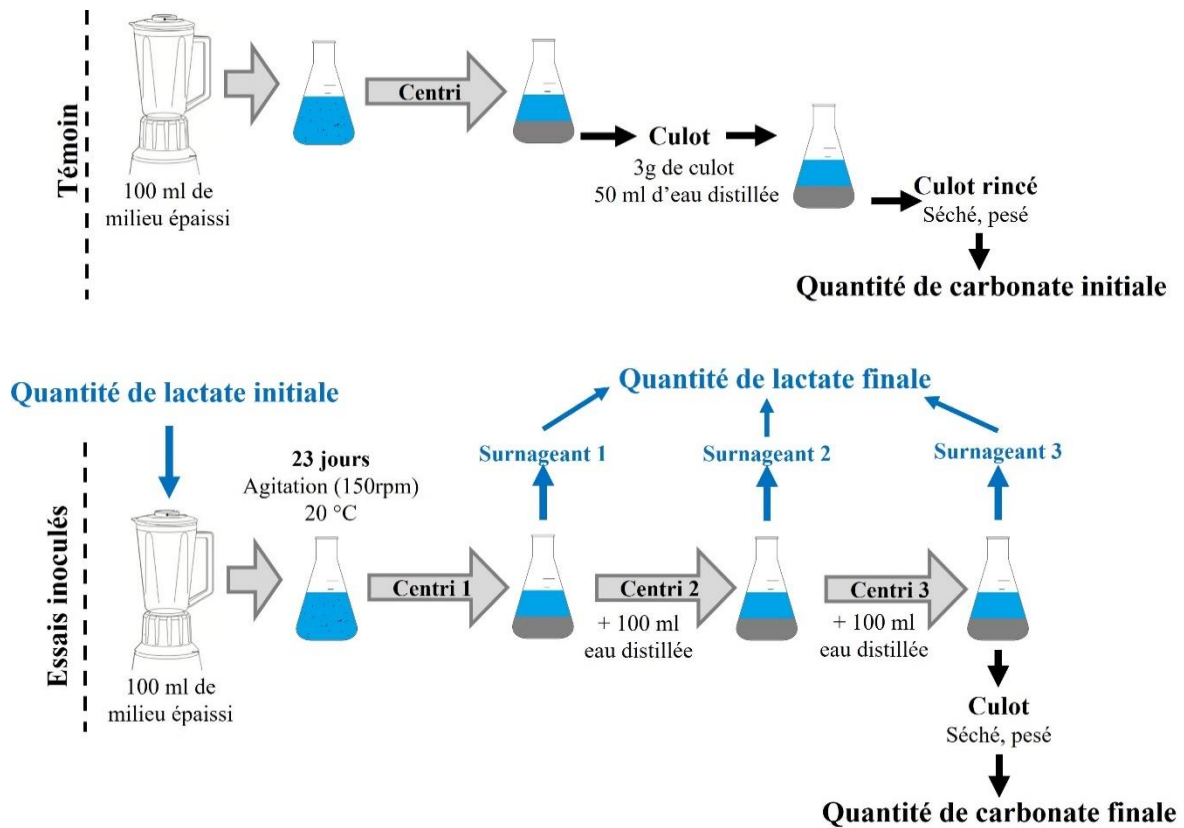 Témoin
100 ml de
milieu épaissi
Centri
Culot
3g de culot
50 ml d'eau distillée
Culot rincé
Séché, pesé
Quantité de carbonate initiale
Quantité de lactate initiale
Quantité de lactate finale
Essais inoculés
23 jours
Agitation (150rpm)
20 °C
Surnageant 1
Surnageant 2
Surnageant 3
100 ml de
milieu épaissi
Centri 1
Centri 2
+ 100 ml
eau distillée
Centri 3
+ 100 ml
eau distillée
Culot
Séché, pesé
Quantité de carbonate finale